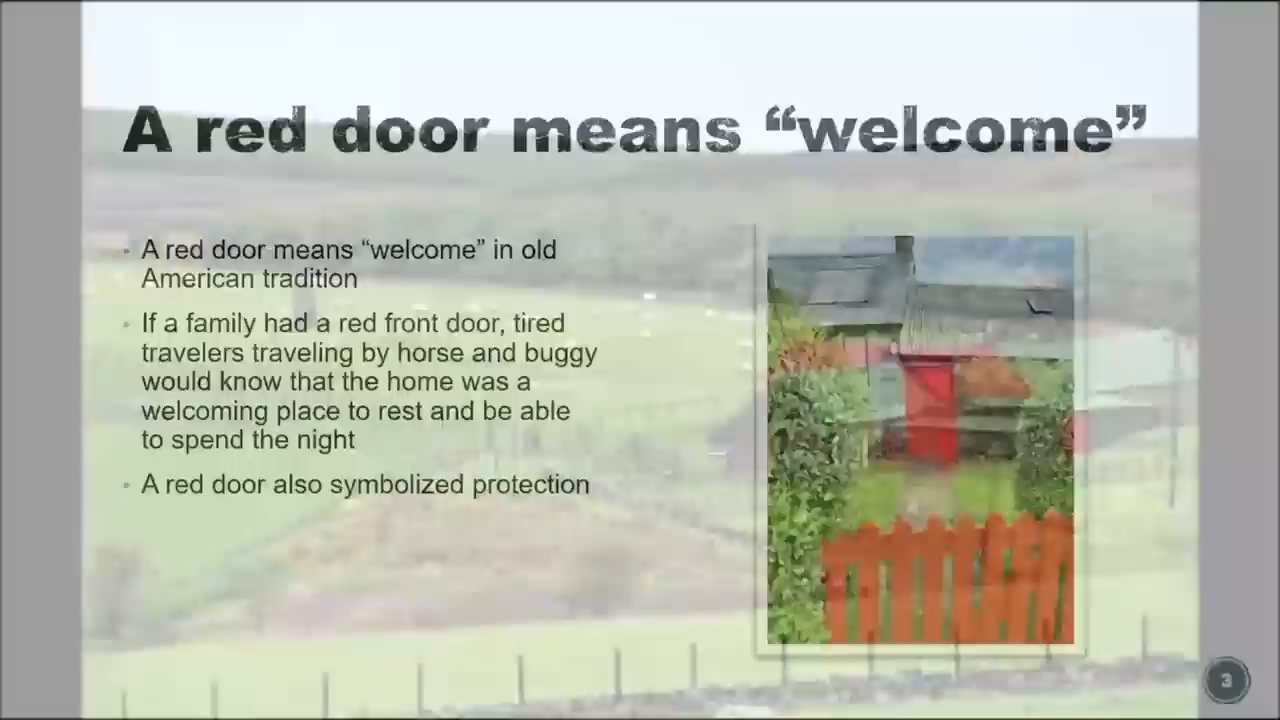 A red door means “welcome”
A red door means “welcome” in old
American tradition
If a family had a red front door, tired
travelers traveling by horse and buggy
would know that the home was a
welcoming place to rest and be able
to spend the night
A red door also symbolized protection
3